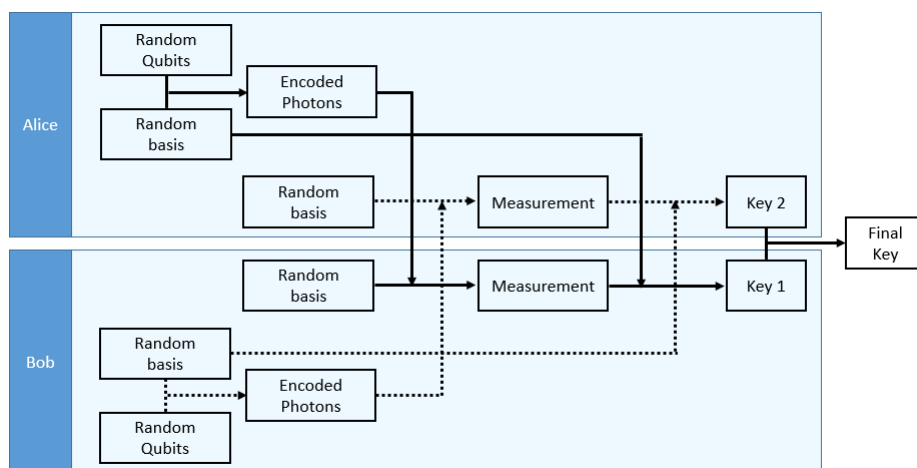 Alice
Random
Qubits
Encoded
Photons
Random
basis
Random
basis
Measurement
Key 2
Final
Key
Bob
Random
basis
Measurement
Key 1
Random
basis
Encoded
Photons
Random
Qubits